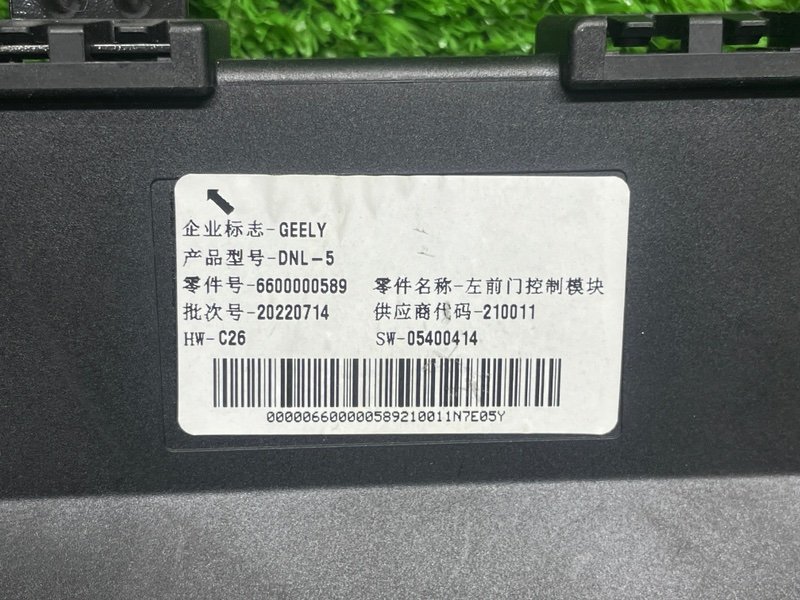 企业标志-GEELY
产品型号-DNL-5
零件号-6600000589 零件名称-左前门控制模块
批次号-20220714 供应商代码-210011
HW-C26 SW-05400414
000006600000589210011N7E05Y